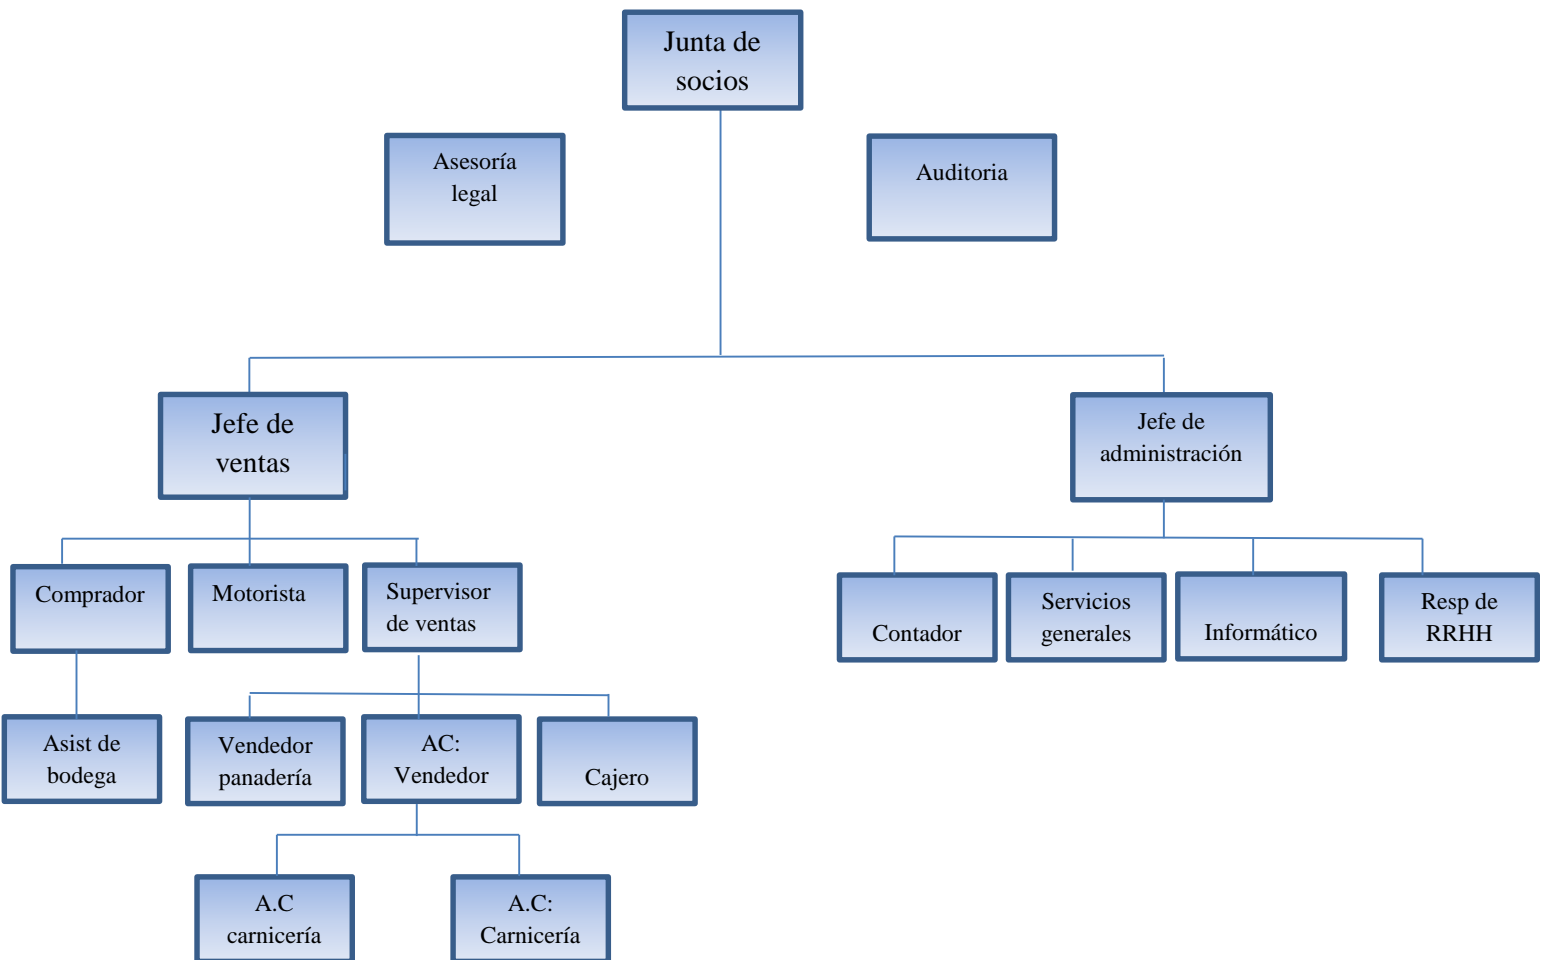 Junta de
socios
Asesoría
legal
Auditoria
Jefe de
ventas
Jefe de
administración
Comprador
Motorista
Supervisor
de ventas
Contador
Servicios
generales
Informático
Resp de
RRHH
Asist de
bodega
Vendedor
panadería
AC:
Vendedor
Cajero
A.C
carnicería
A.C:
Carnicería